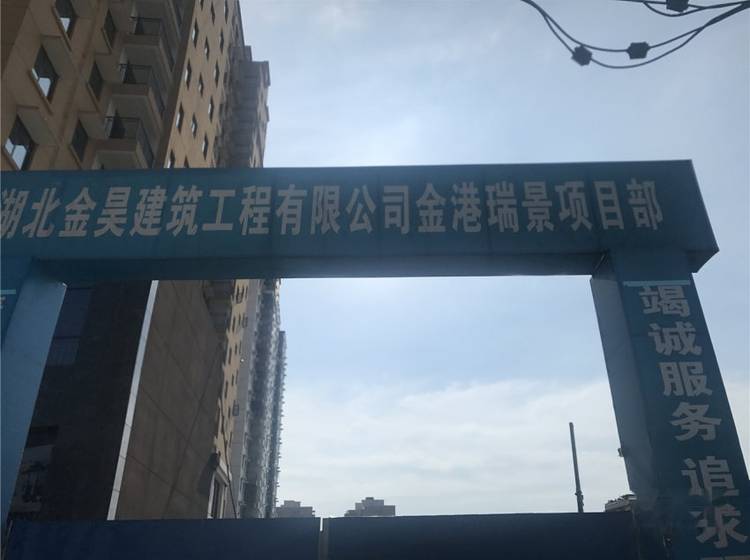 湖北金昊建筑工程有限公司金港瑞景项目部
竭诚服务 追求